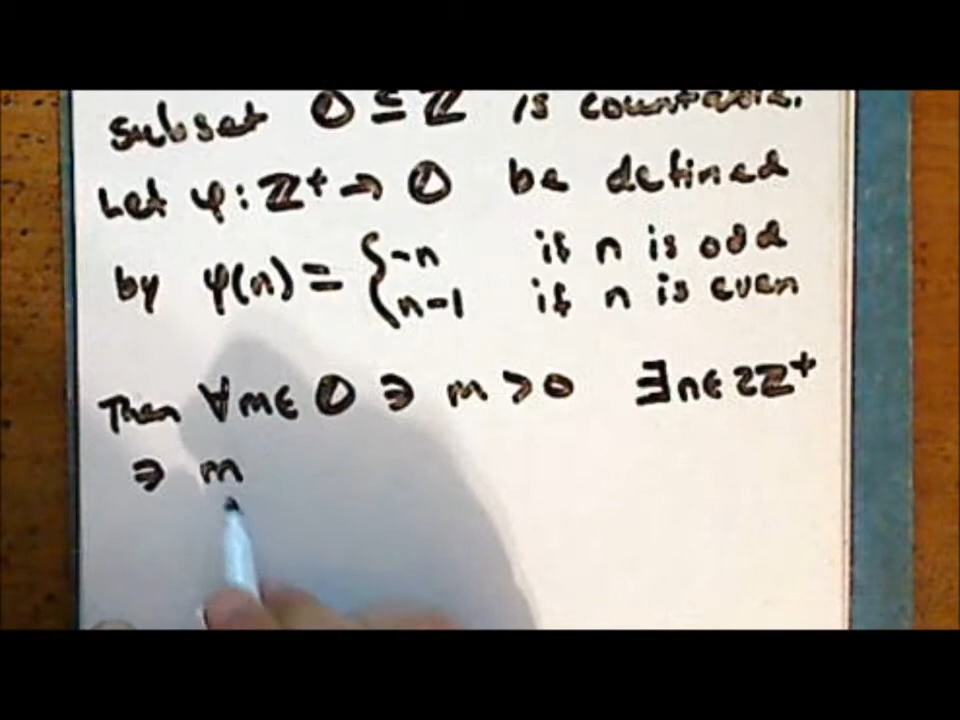 subset 𝕆 ⊆ ℤ is countable.
Let φ: ℤ⁺ → 𝕆 be defined
by φ(n) = { -n if n is odd
n-1 if n is even
Then ∀m∈ 𝕆 ∋ m > 0 ∃n∈2ℤ⁺
∋ m